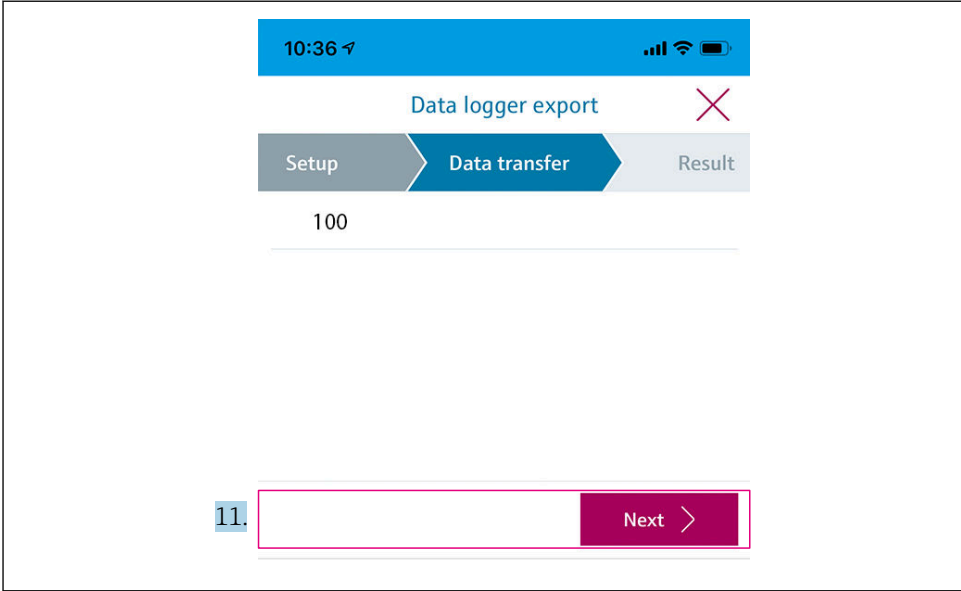 10:36
Data logger export
Setup Data transfer Result
100
11. Next